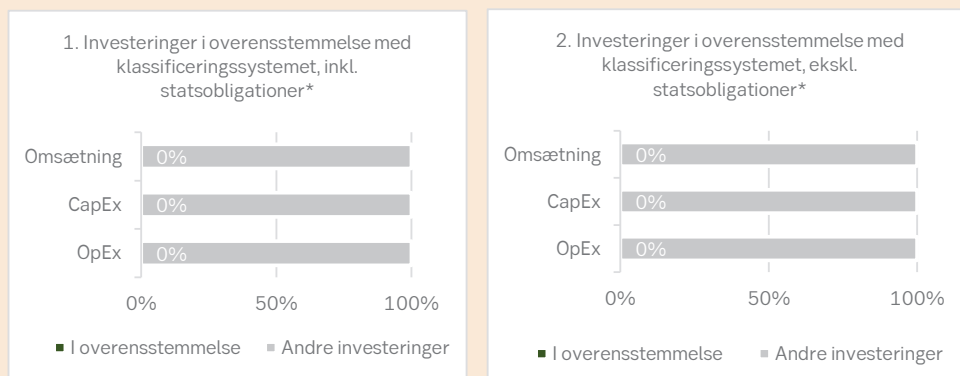 1. Investeringer i overensstemmelse med
klassificeringssystemet, inkl.
statsobligationer*
Omsætning 0%
CapEx 0%
OpEx 0%
0% 50% 100%
I overensstemmelse Andre investeringer
2. Investeringer i overensstemmelse med
klassificeringssystemet, ekskl.
statsobligationer*
Omsætning 0%
CapEx 0%
OpEx 0%
0% 50% 100%
I overensstemmelse Andre investeringer